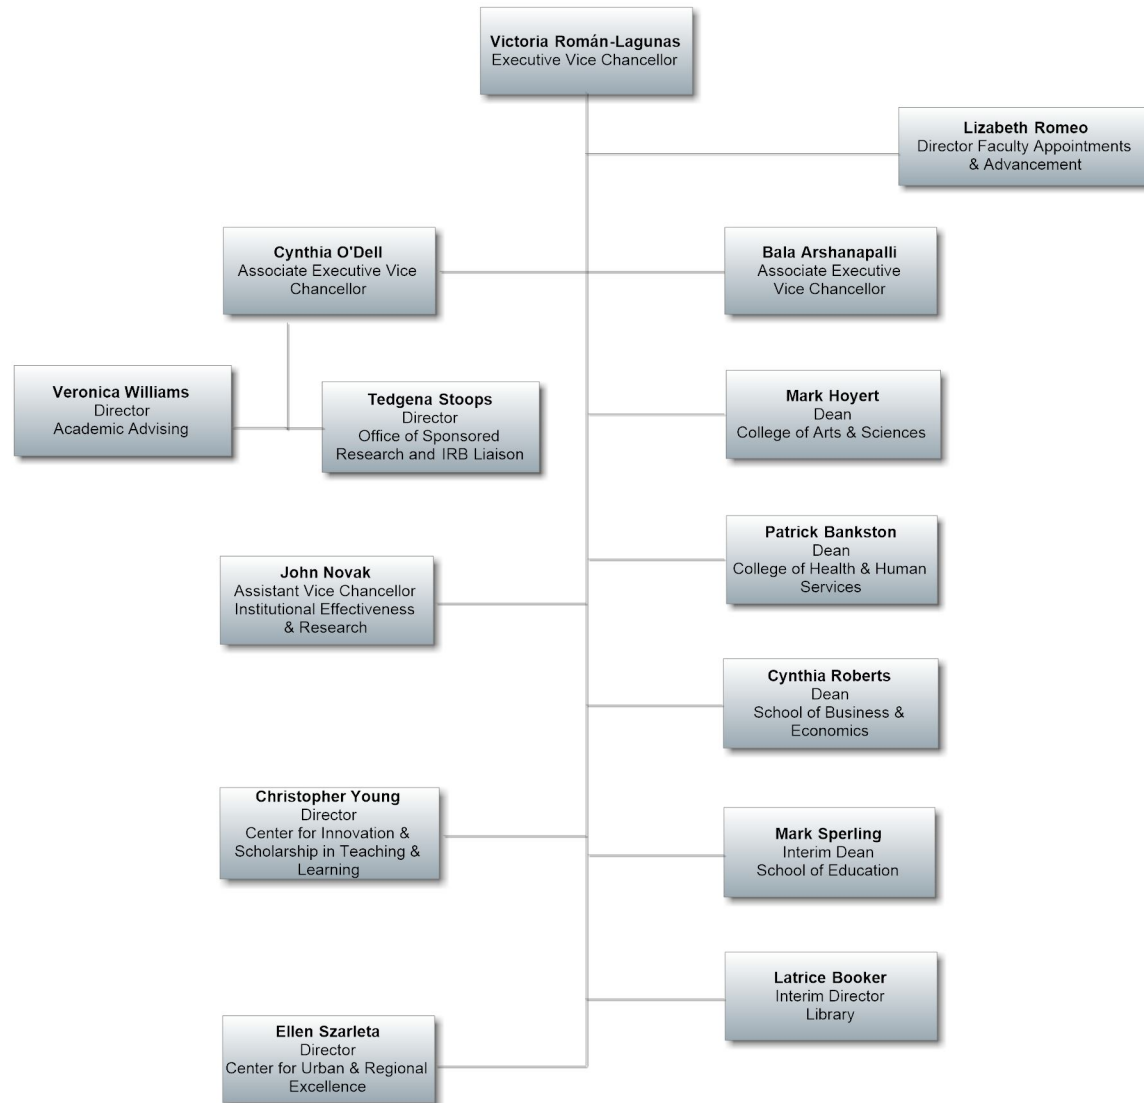 Victoria Román-Lagunas
Executive Vice Chancellor
Lizabeth Romeo
Director Faculty Appointments
& Advancement
Cynthia O'Dell
Associate Executive Vice
Chancellor
Bala Arshanapalli
Associate Executive
Vice Chancellor
Veronica Williams
Director
Academic Advising
Tedgena Stoops
Director
Office of Sponsored
Research and IRB Liaison
Mark Hoyert
Dean
College of Arts & Sciences
Patrick Bankston
Dean
College of Health & Human
Services
John Novak
Assistant Vice Chancellor
Institutional Effectiveness
& Research
Cynthia Roberts
Dean
School of Business &
Economics
Christopher Young
Director
Center for Innovation &
Scholarship in Teaching &
Learning
Mark Sperling
Interim Dean
School of Education
Latrice Booker
Interim Director
Library
Ellen Szarleta
Director
Center for Urban & Regional
Excellence